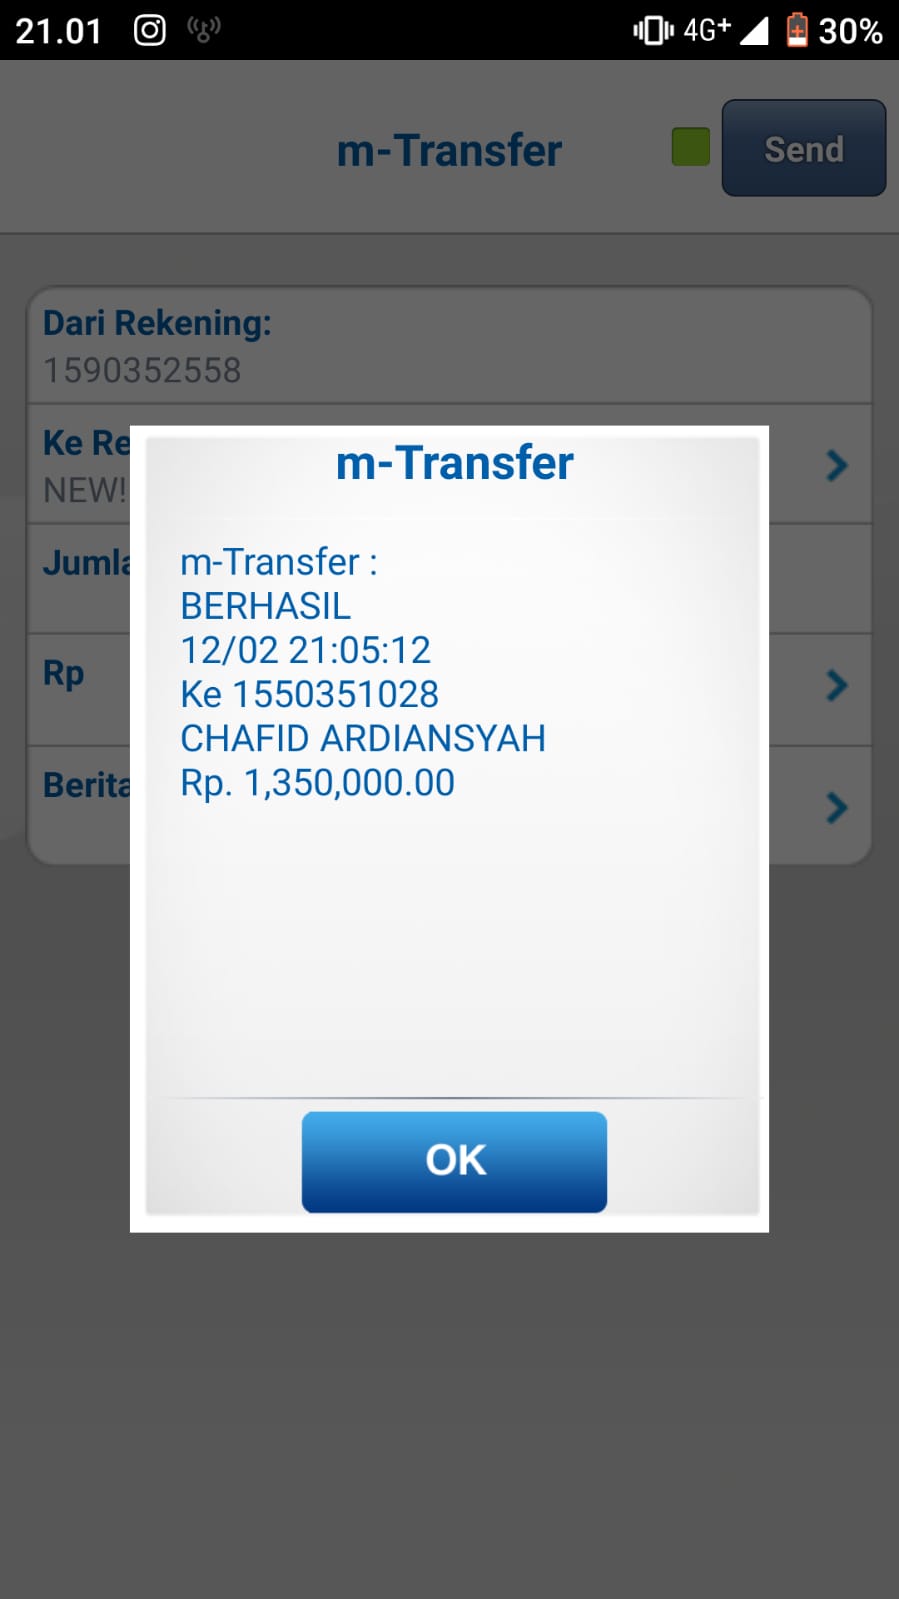 21.01 4G+ 30%
m-Transfer
Send
Dari Rekening:
1590352558
Ke Re
NEW!
Jumla
Rp
Berita
m-Transfer
m-Transfer :
BERHASIL
12/02 21:05:12
Ke 1550351028
CHAFID ARDIANSYAH
Rp. 1,350,000.00
OK